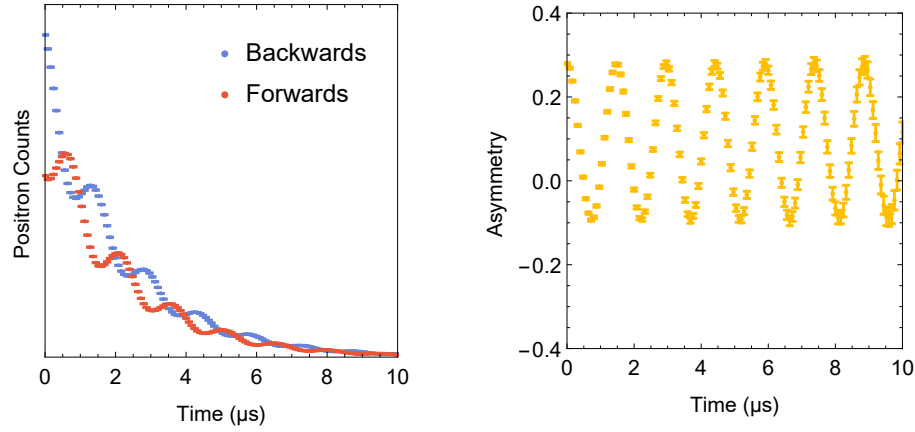 Positron Counts
Backwards
Forwards
0
2
4
6
8
10
Time (μs)
Asymmetry
0.4
0.2
0.0
−0.2
−0.4
0
2
4
6
8
10
Time (μs)